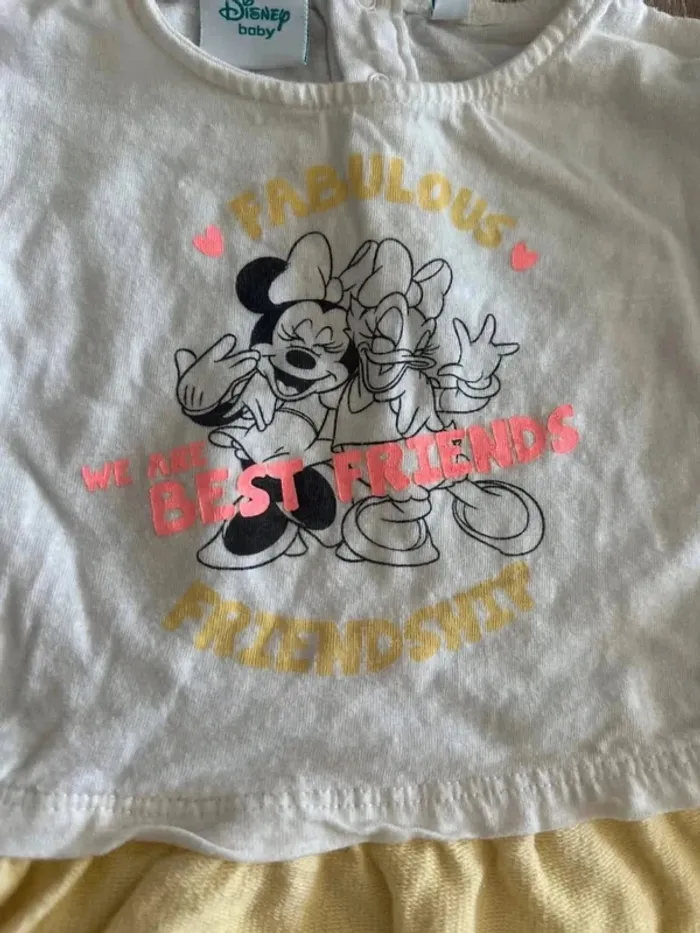 Disney
baby
FABULOUS
WE ARE
BEST FRIENDS
FRIENDSHIP